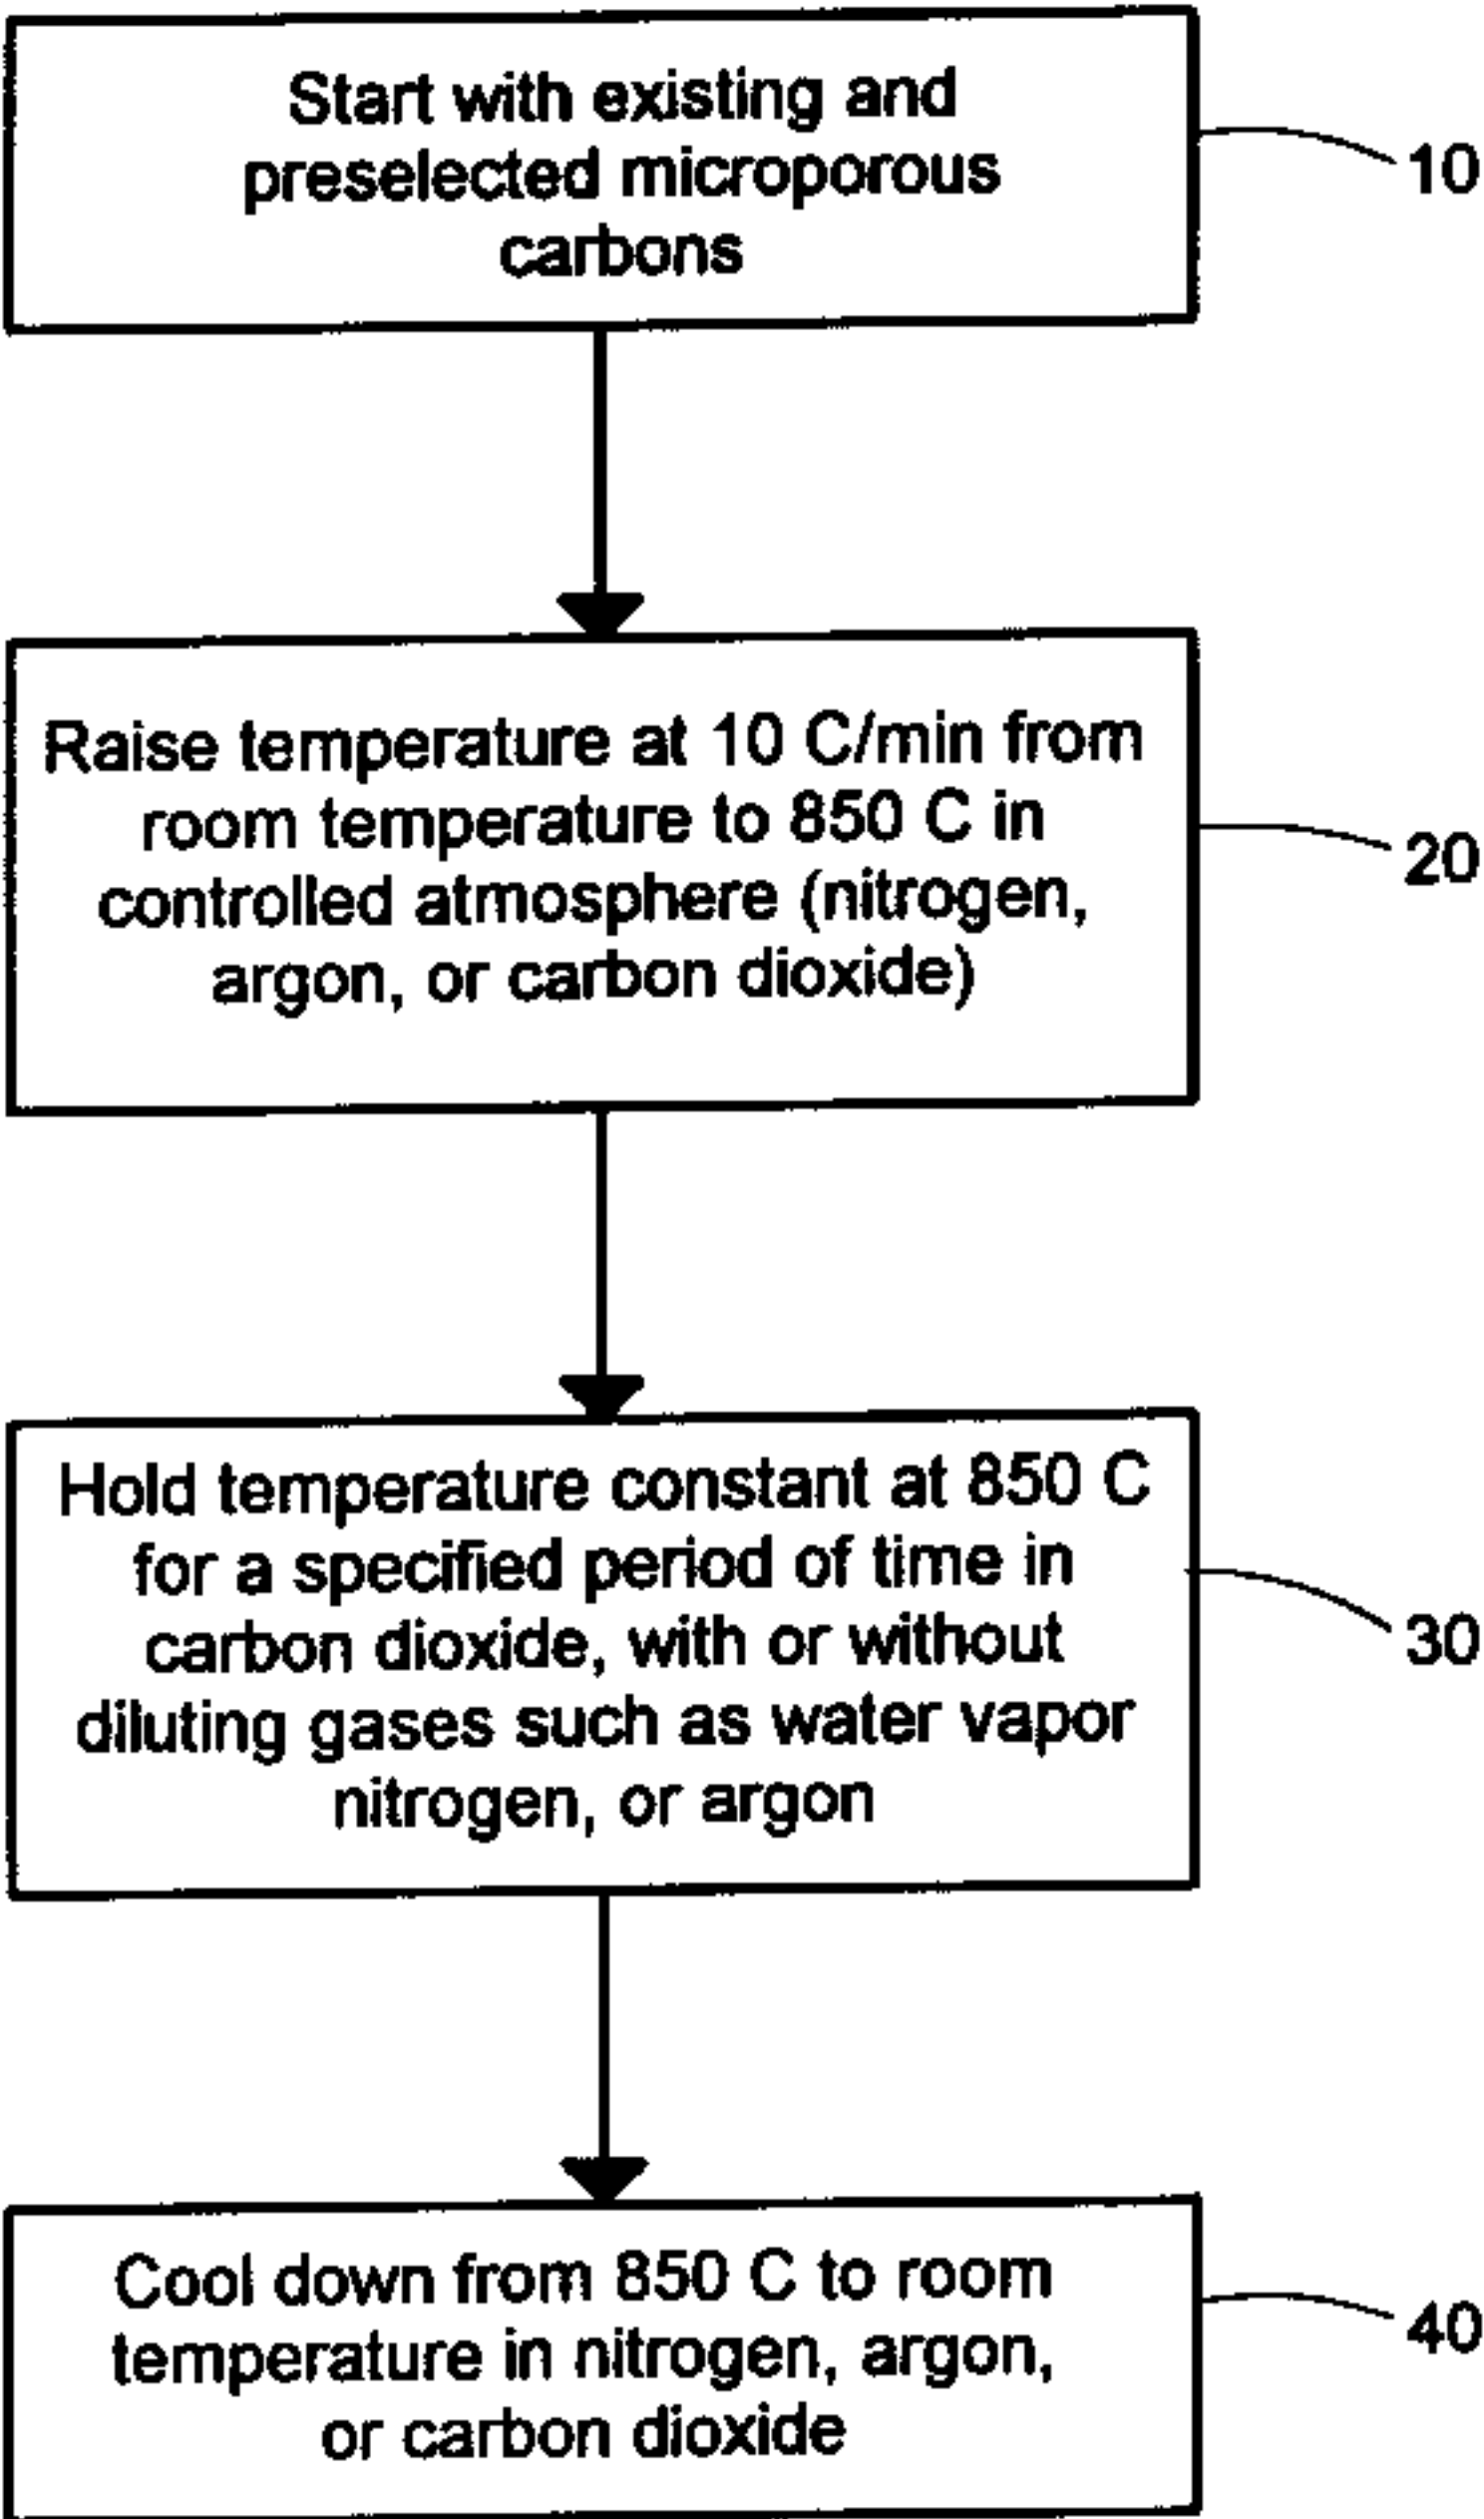 Start with existing and
preselected microporous
carbons
10
Raise temperature at 10 C/min from
room temperature to 850 C in
controlled atmosphere (nitrogen,
argon, or carbon dioxide)
20
Hold temperature constant at 850 C
for a specified period of time in
carbon dioxide, with or without
diluting gases such as water vapor
nitrogen, or argon
30
Cool down from 850 C to room
temperature in nitrogen, argon,
or carbon dioxide
40